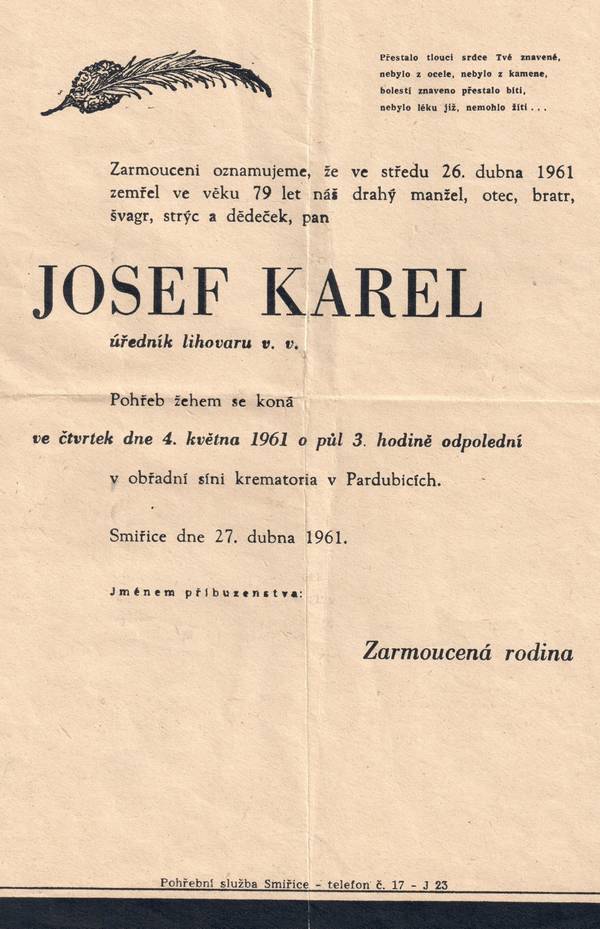 Přestalo tlouci srdce Tvé znavené,
nebylo z ocele, nebylo z kamene,
bolestí znaveno přestalo bíti,
nebylo léku již, nemohlo žíti...
Zarmouceni oznamujeme, že ve středu 26. dubna 1961
zemřel ve věku 79 let náš drahý manžel, otec, bratr,
švagr, strýc a dědeček, pan
JOSEF KAREL
úředník lihovaru v. v.
Pohřeb žehem se koná
ve čtvrtek dne 4. května 1961 o půl 3. hodině odpolední
v obřadní síni krematoria v Pardubicích.
Smiřice dne 27. dubna 1961.
Jménem příbuzenstva:
Zarmoucená rodina
Pohřební služba Smiřice - telefon č. 17 - J 23